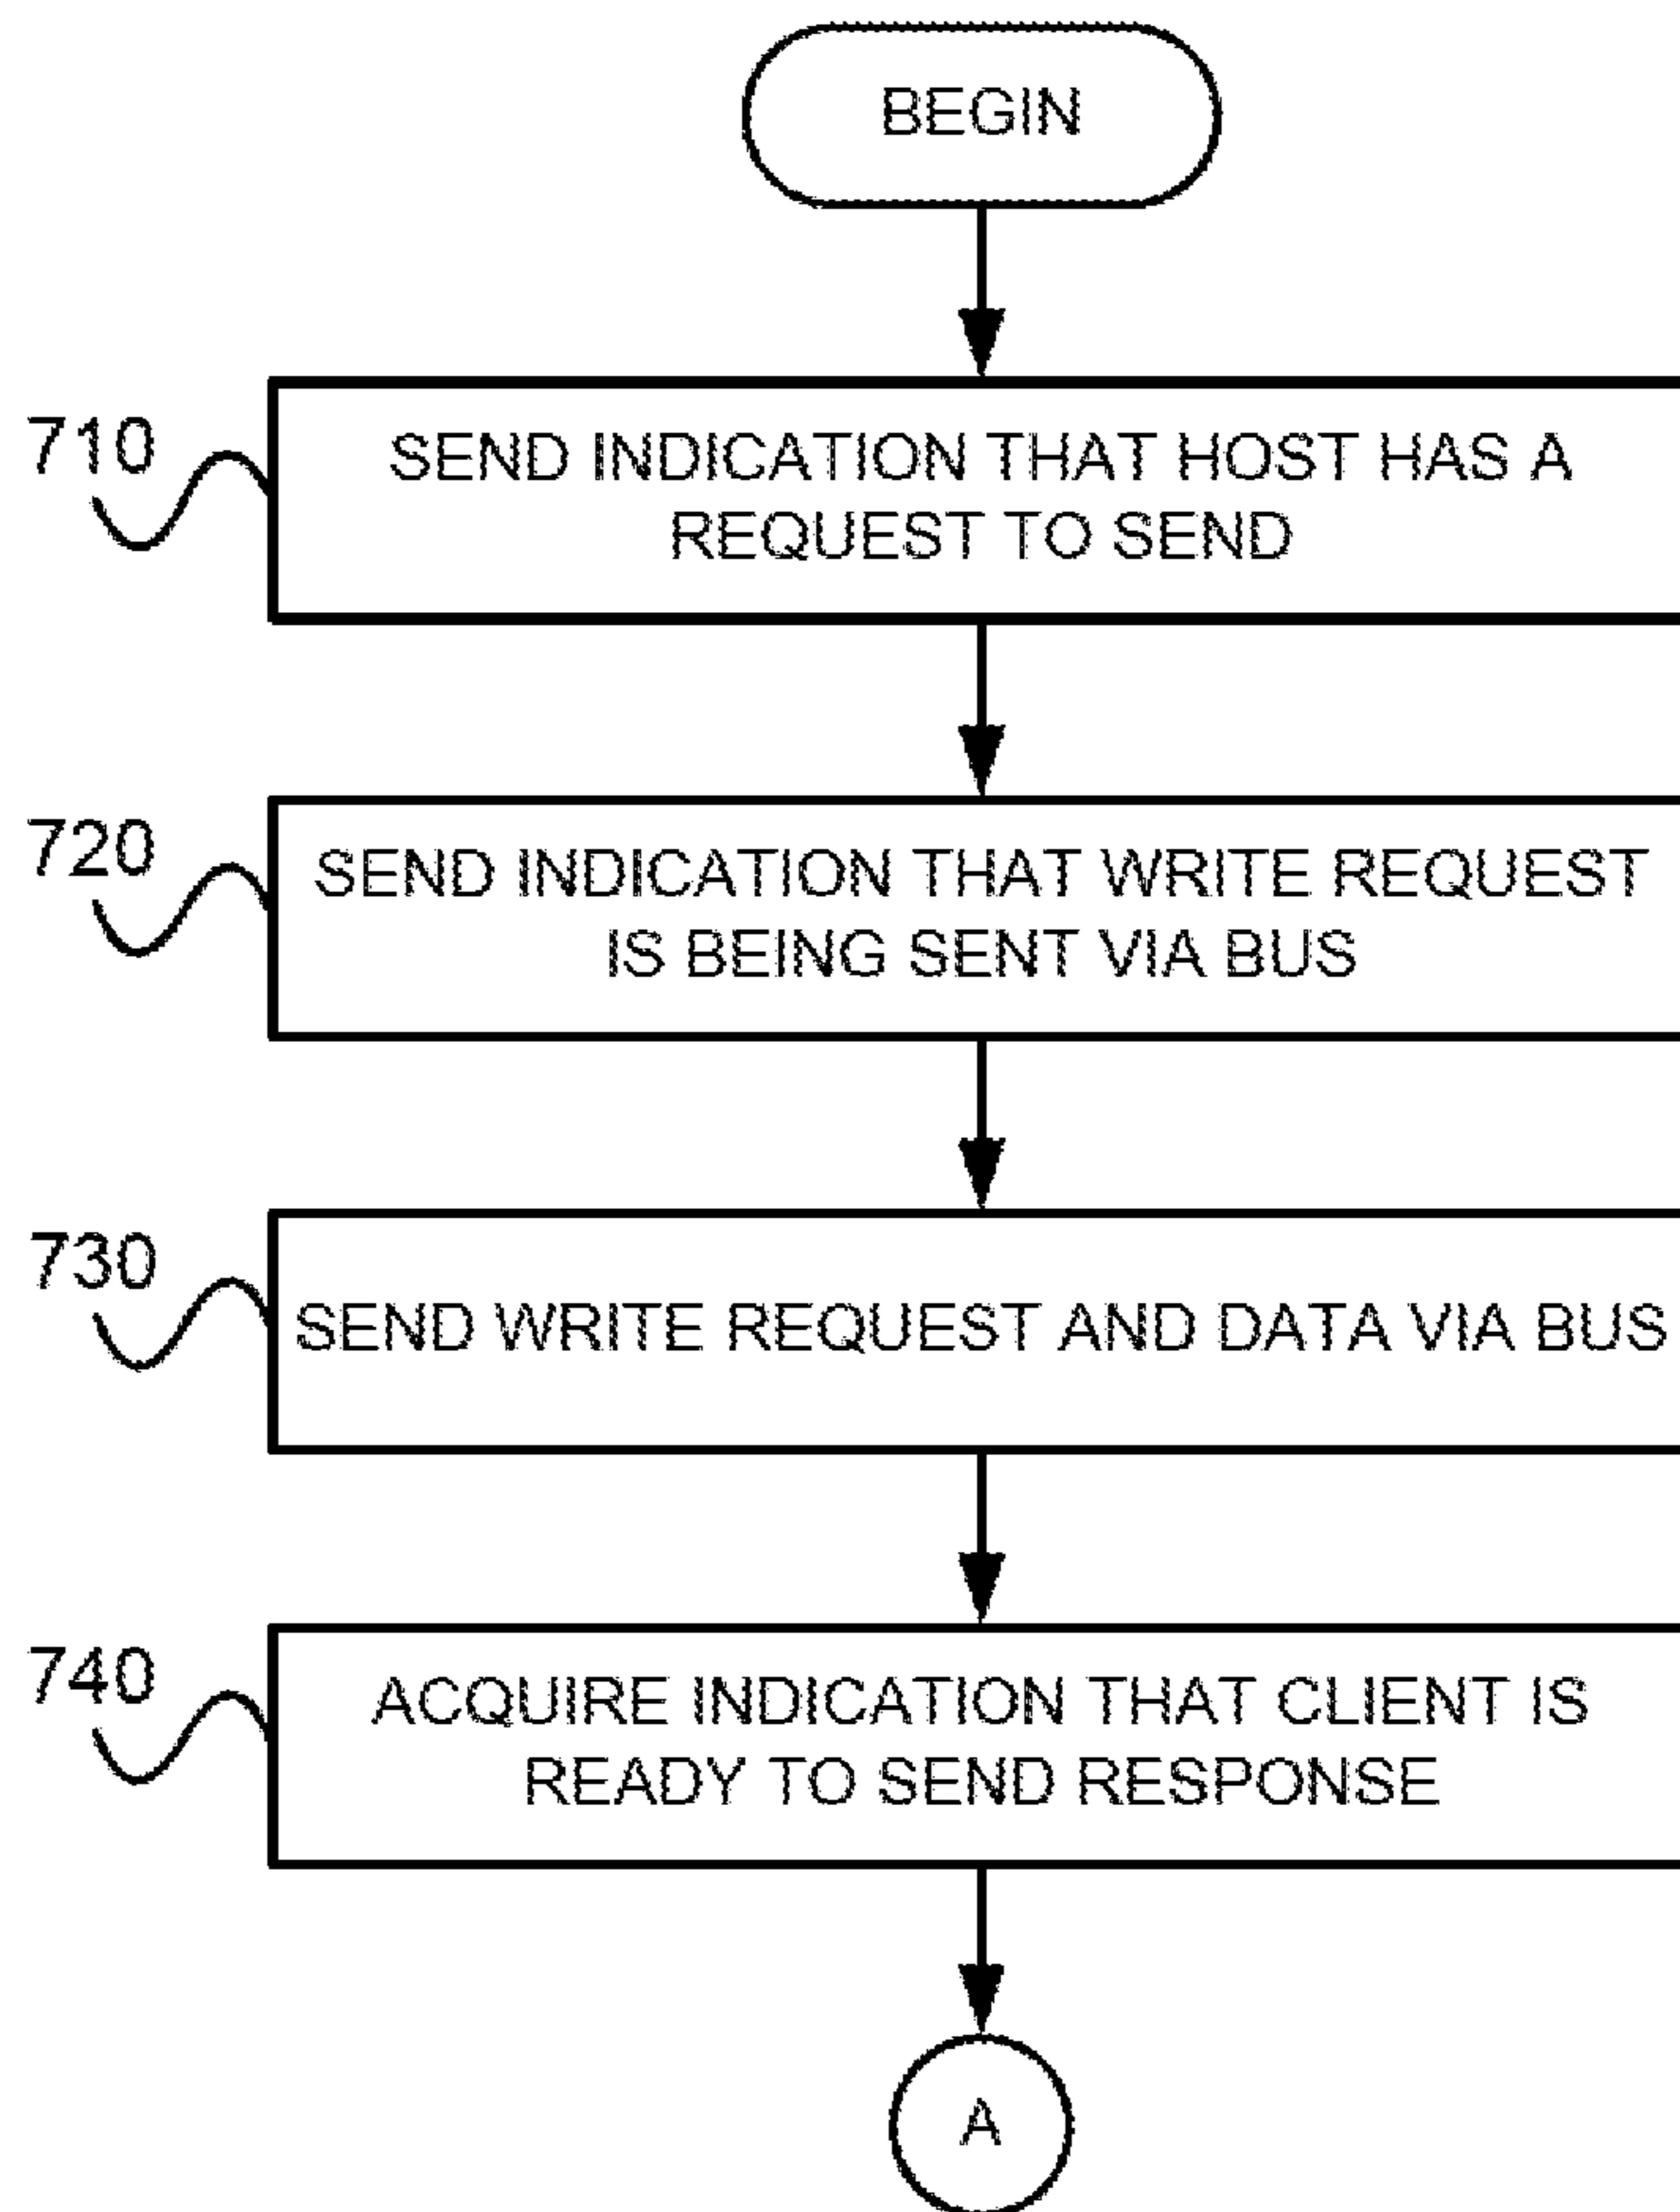 BEGIN
710
SEND INDICATION THAT HOST HAS A
REQUEST TO SEND
720
SEND INDICATION THAT WRITE REQUEST
IS BEING SENT VIA BUS
730
SEND WRITE REQUEST AND DATA VIA BUS
740
ACQUIRE INDICATION THAT CLIENT IS
READY TO SEND RESPONSE
A